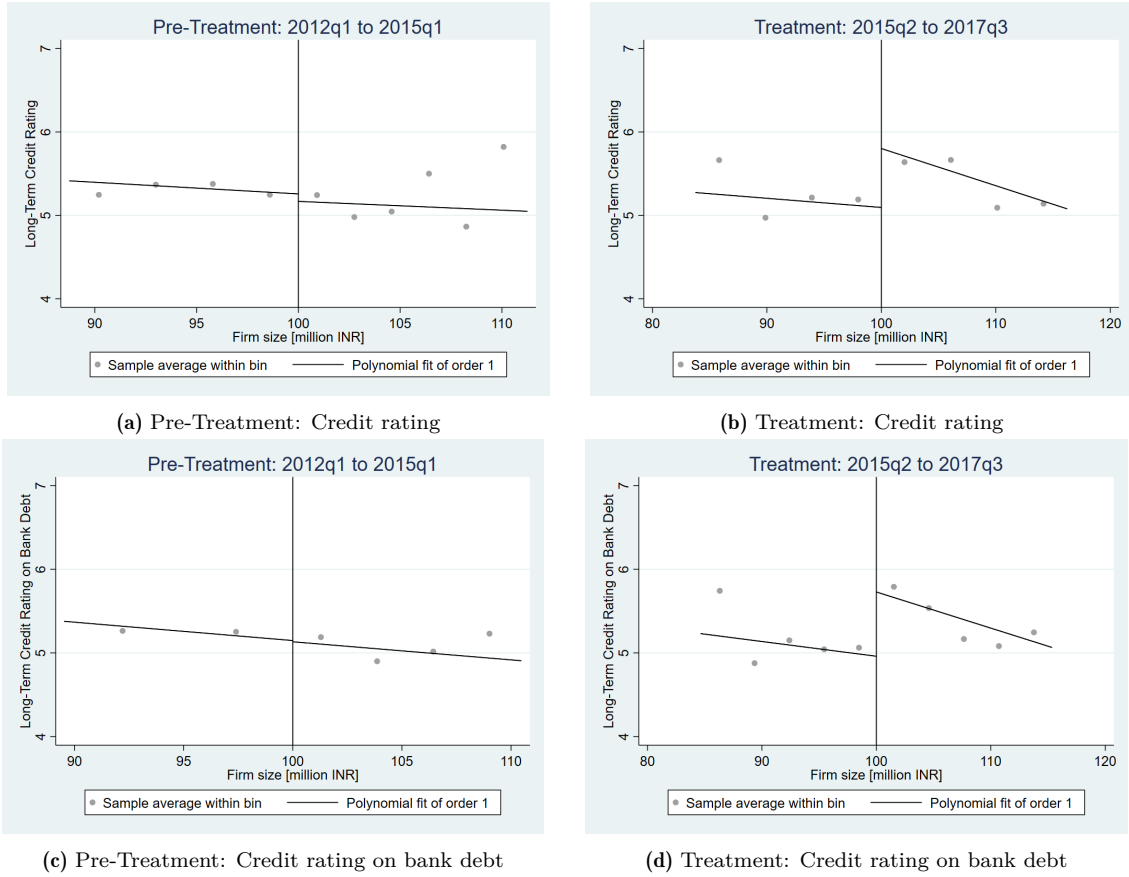 Pre-Treatment: 2012q1 to 2015q1
Long-Term Credit Rating
7
6
5
4
90 95 100 105 110
Firm size [million INR]
Sample average within bin Polynomial fit of order 1
(a) Pre-Treatment: Credit rating
Treatment: 2015q2 to 2017q3
Long-Term Credit Rating
7
6
5
4
80 90 100 110 120
Firm size [million INR]
Sample average within bin Polynomial fit of order 1
(b) Treatment: Credit rating
Pre-Treatment: 2012q1 to 2015q1
Long-Term Credit Rating on Bank Debt
7
6
5
4
90 95 100 105 110
Firm size [million INR]
Sample average within bin Polynomial fit of order 1
(c) Pre-Treatment: Credit rating on bank debt
Treatment: 2015q2 to 2017q3
Long-Term Credit Rating on Bank Debt
7
6
5
4
80 90 100 110 120
Firm size [million INR]
Sample average within bin Polynomial fit of order 1
(d) Treatment: Credit rating on bank debt